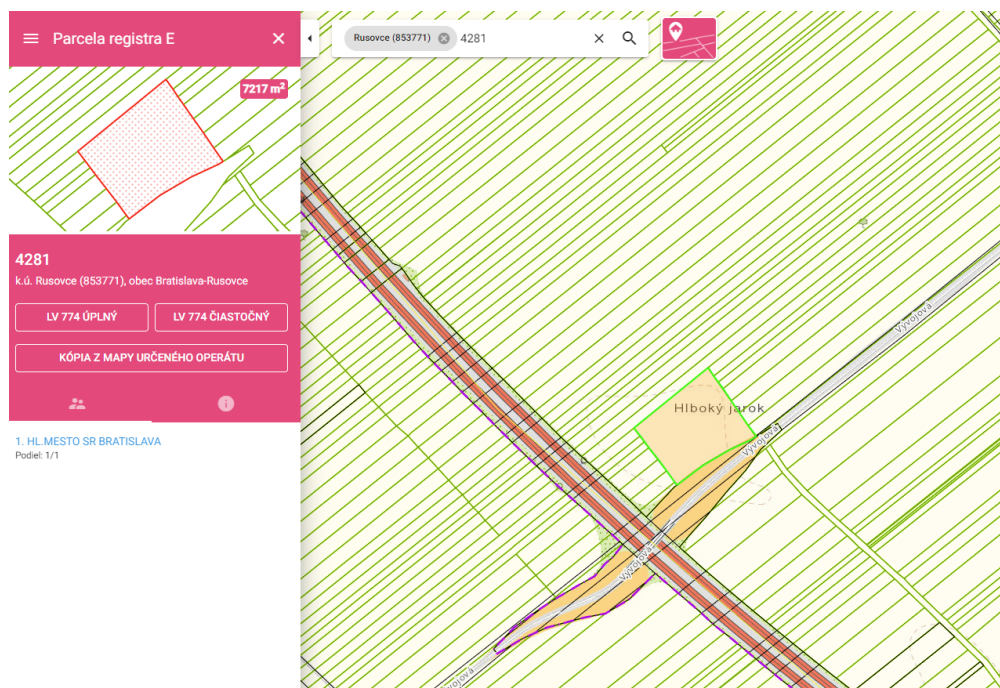 Parcela registra E
7217 m²
4281
k.ú. Rusovce (853771), obec Bratislava-Rusovce
LV 774 ÚPLNÝ
LV 774 ČIASTOČNÝ
KÓPIA Z MAPY URČENÉHO OPERÁTU
1. HL.MESTO SR BRATISLAVA
Podiel: 1/1
Rusovce (853771)
4281
Vývojová
Hlboký jarok
Vývojová
Vývojová
Vývojová